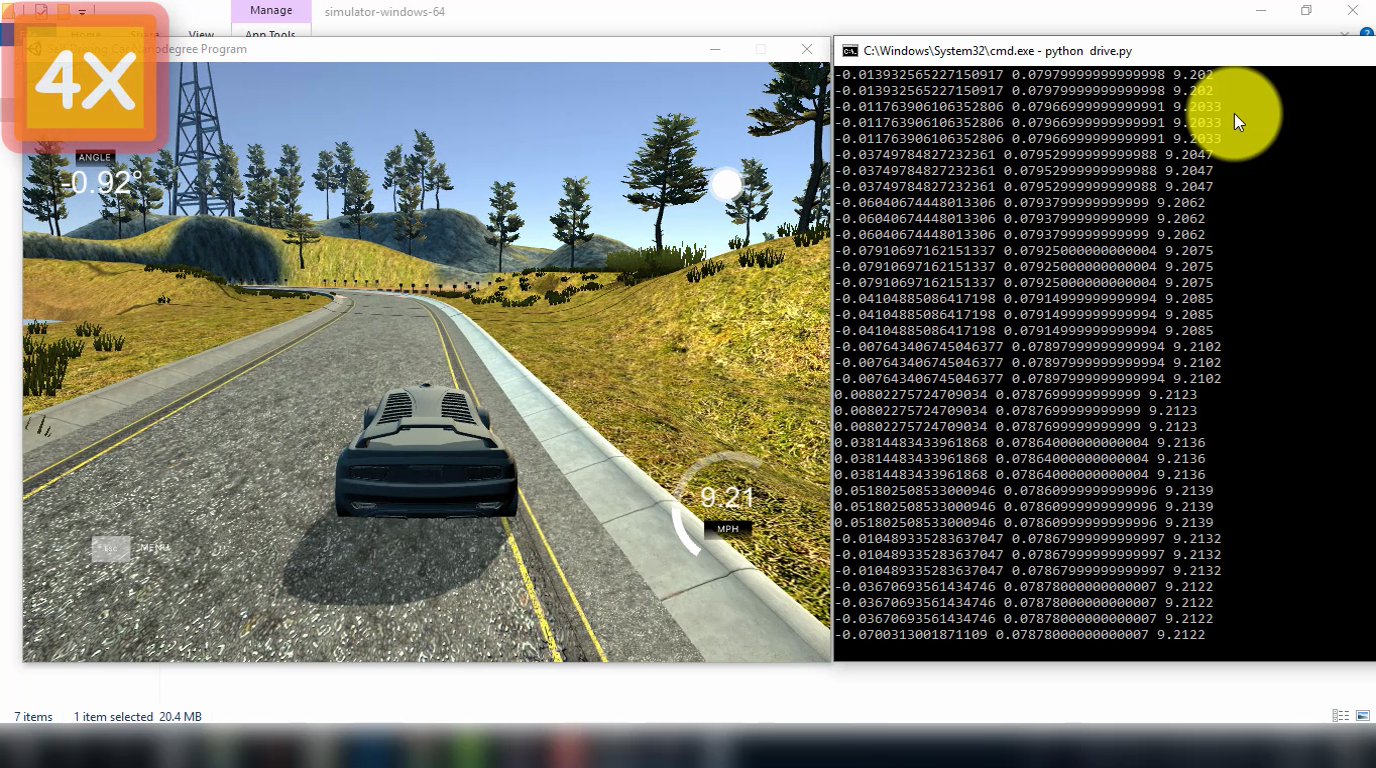 Manage
simulator-windows-64
Home Share View App Tools
Self Driving Car Nanodegree Program
4X
ANGLE
-0.92°
9.21
MPH
Esc MENU
C:\Windows\System32\cmd.exe - python  drive.py
-0.013932565227150917 0.07979999999999998 9.202
-0.013932565227150917 0.07979999999999998 9.202
-0.011763906106352806 0.07966999999999991 9.2033
-0.011763906106352806 0.07966999999999991 9.2033
-0.011763906106352806 0.07966999999999991 9.2033
-0.03749784827232361 0.07952999999999988 9.2047
-0.03749784827232361 0.07952999999999988 9.2047
-0.03749784827232361 0.07952999999999988 9.2047
-0.06040674448013306 0.0793799999999999 9.2062
-0.06040674448013306 0.0793799999999999 9.2062
-0.06040674448013306 0.0793799999999999 9.2062
-0.07910697162151337 0.07925000000000004 9.2075
-0.07910697162151337 0.07925000000000004 9.2075
-0.07910697162151337 0.07925000000000004 9.2075
-0.04104885086417198 0.07914999999999994 9.2085
-0.04104885086417198 0.07914999999999994 9.2085
-0.04104885086417198 0.07914999999999994 9.2085
-0.007643406745046377 0.07897999999999994 9.2102
-0.007643406745046377 0.07897999999999994 9.2102
-0.007643406745046377 0.07897999999999994 9.2102
0.00802275724709034 0.0787699999999999 9.2123
0.00802275724709034 0.0787699999999999 9.2123
0.00802275724709034 0.0787699999999999 9.2123
0.03814483433961868 0.07864000000000004 9.2136
0.03814483433961868 0.07864000000000004 9.2136
0.03814483433961868 0.07864000000000004 9.2136
0.051802508533000946 0.07860999999999996 9.2139
0.051802508533000946 0.07860999999999996 9.2139
0.051802508533000946 0.07860999999999996 9.2139
-0.010489335283637047 0.07867999999999997 9.2132
-0.010489335283637047 0.07867999999999997 9.2132
-0.010489335283637047 0.07867999999999997 9.2132
-0.03670693561434746 0.07878000000000007 9.2122
-0.03670693561434746 0.07878000000000007 9.2122
-0.03670693561434746 0.07878000000000007 9.2122
-0.0700313001871109 0.07878000000000007 9.2122
7 items 1 item selected 20.4 MB